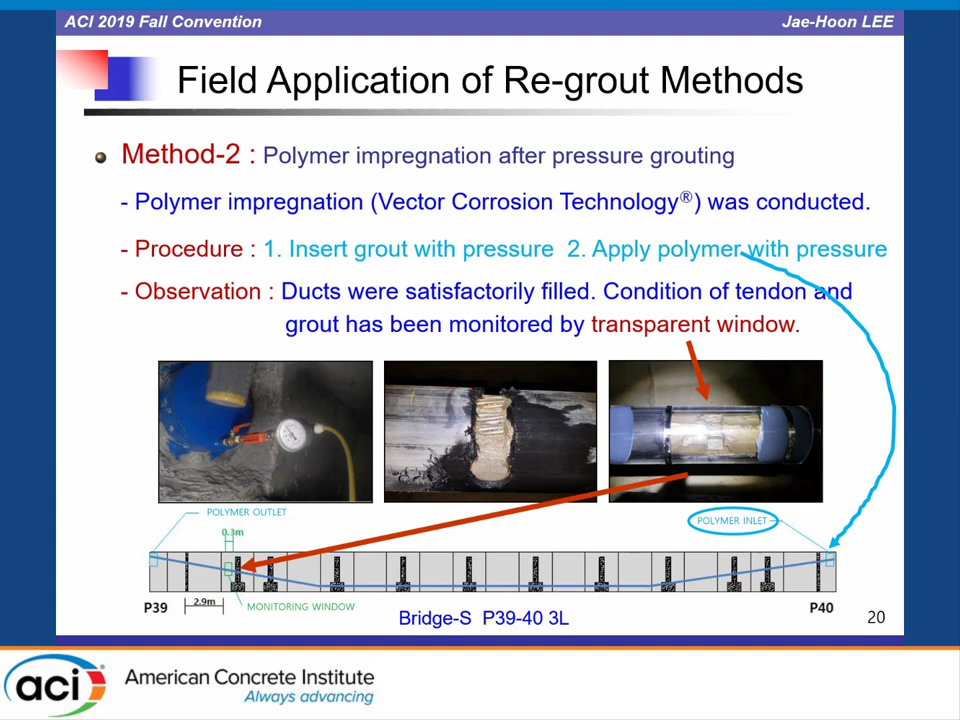 ACI 2019 Fall Convention
Jae-Hoon LEE
Field Application of Re-grout Methods
Method-2 : Polymer impregnation after pressure grouting
- Polymer impregnation (Vector Corrosion Technology®) was conducted.
- Procedure : 1. Insert grout with pressure 2. Apply polymer with pressure
- Observation : Ducts were satisfactorily filled. Condition of tendon and
grout has been monitored by transparent window.
POLYMER OUTLET
POLYMER INLET
0.3m
P39
2.9m
MONITORING WINDOW
P40
Bridge-S P39-40 3L
20
aci
American Concrete Institute
Always advancing